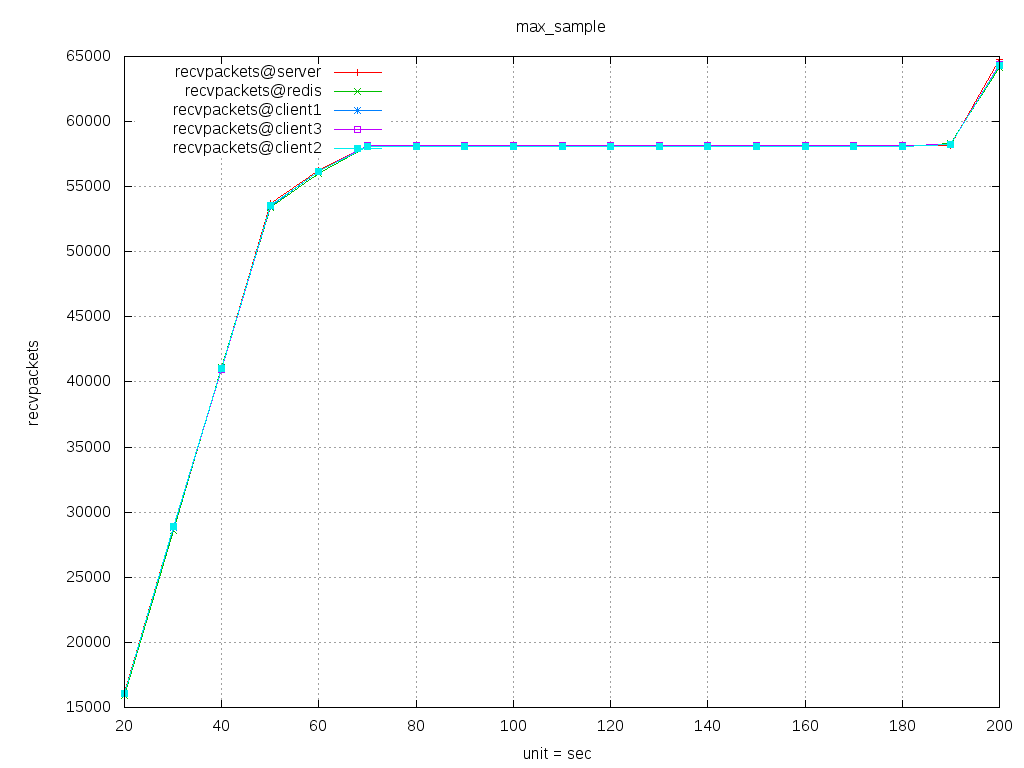 max_sample
65000
60000
55000
50000
45000
40000
35000
30000
25000
20000
15000
recvpackets
recvpackets@server
recvpackets@redis
recvpackets@client1
recvpackets@client3
recvpackets@client2
20 40 60 80 100 120 140 160 180 200
unit = sec